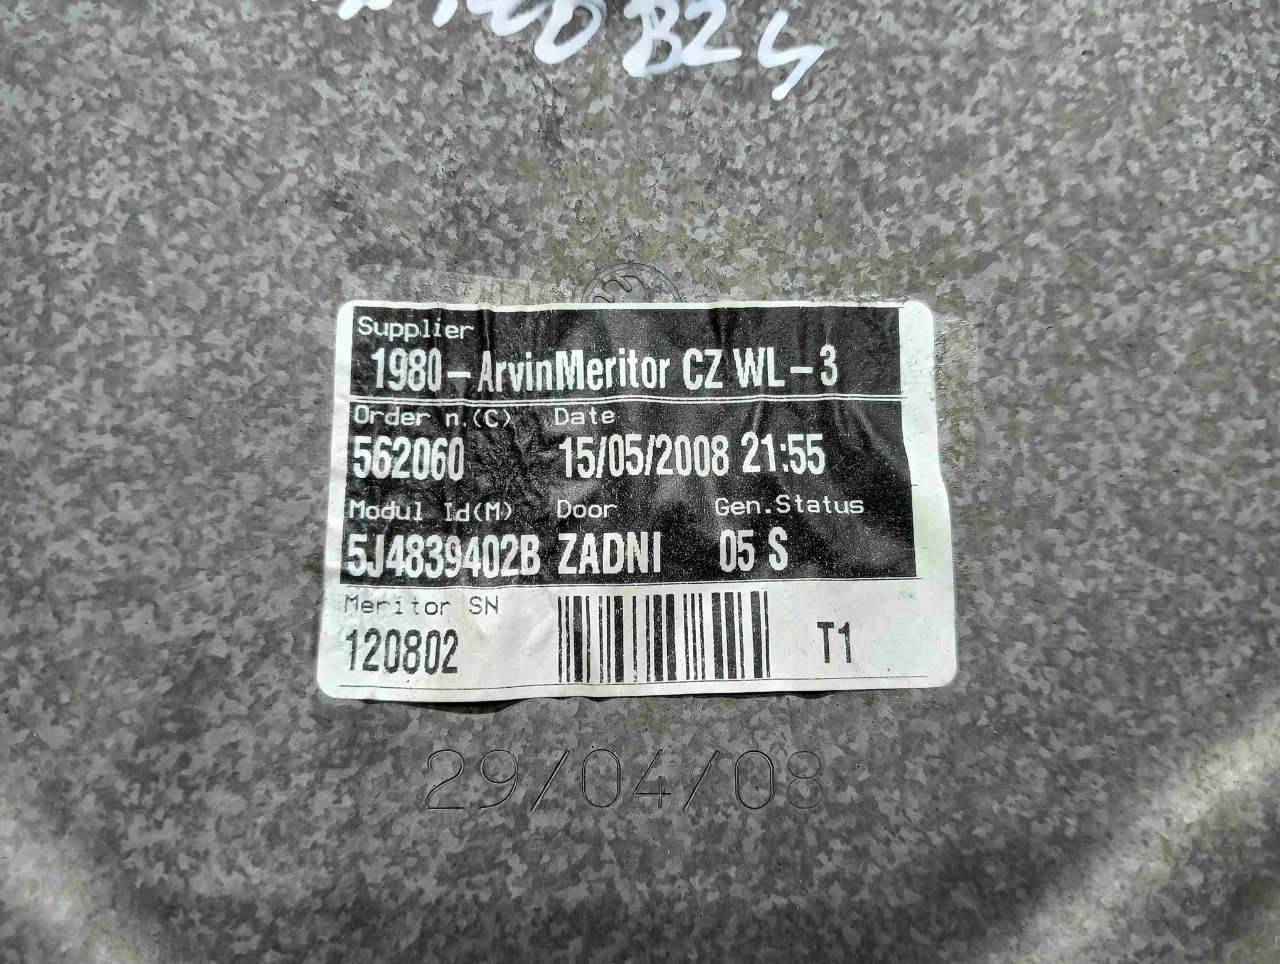 B24
Supplier
1980 - ArvinMeritor CZ WL - 3
Order n.(C) Date
562060 15/05/2008 21:55
Modul Id(M) Door Gen.Status
5J4839402B ZADNI 05 S
Meritor SN
120802 T1
29/04/08